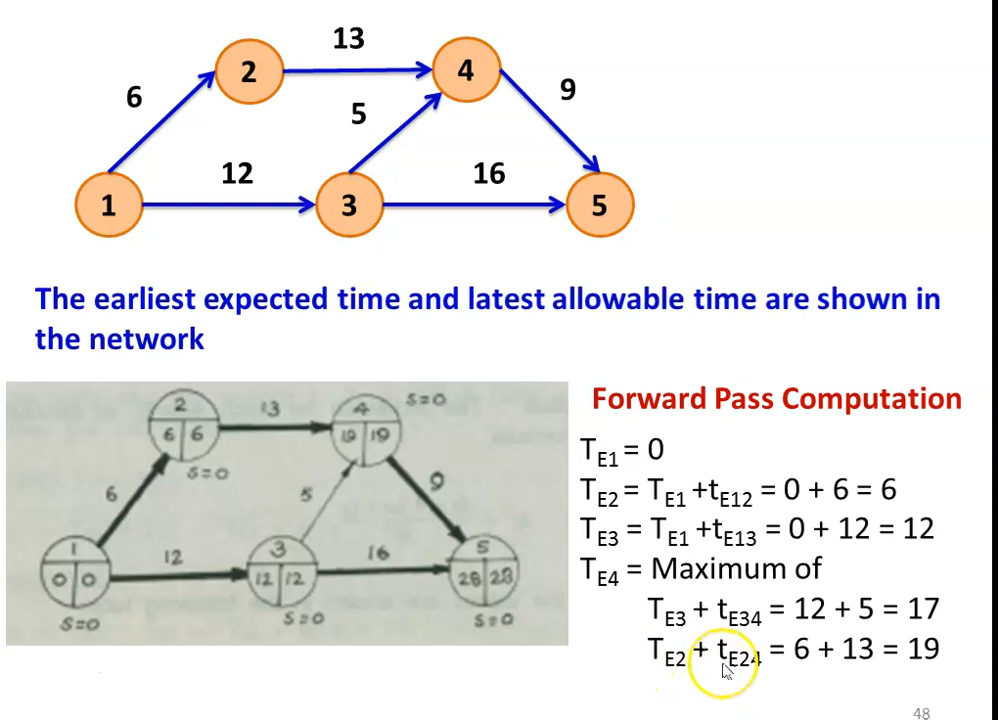 13
2
4
6
5
9
12
16
1
3
5
The earliest expected time and latest allowable time are shown in
the network
Forward Pass Computation
2
13
4
S=0
6 6
19 19
S=0
6
5
9
1
12
3
16
5
0 0
12 12
28 28
S=0
S=0
S=0
TE1 = 0
TE2 = TE1 +tE12 = 0 + 6 = 6
TE3 = TE1 +tE13 = 0 + 12 = 12
TE4 = Maximum of
TE3 + tE34 = 12 + 5 = 17
TE2 + tE24 = 6 + 13 = 19
48